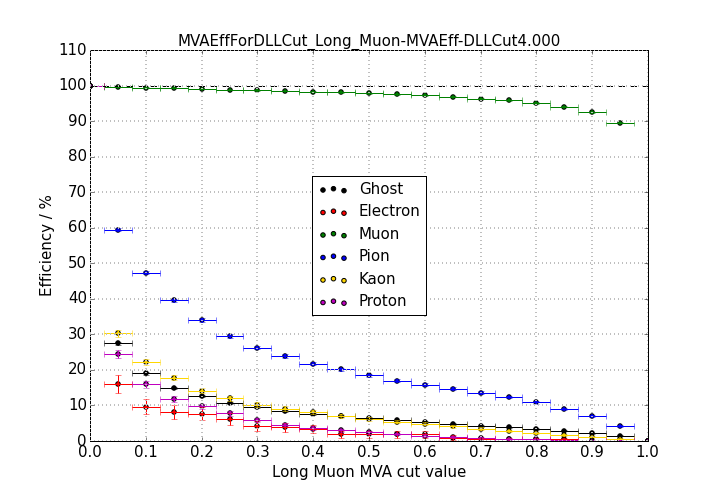 MVAEffForDLLCut_Long_Muon-MVAEff-DLLCut4.000
110
100
90
80
70
60
50
40
30
20
10
0
Efficiency / %
Ghost
Electron
Muon
Pion
Kaon
Proton
0.0 0.1 0.2 0.3 0.4 0.5 0.6 0.7 0.8 0.9 1.0
Long Muon MVA cut value